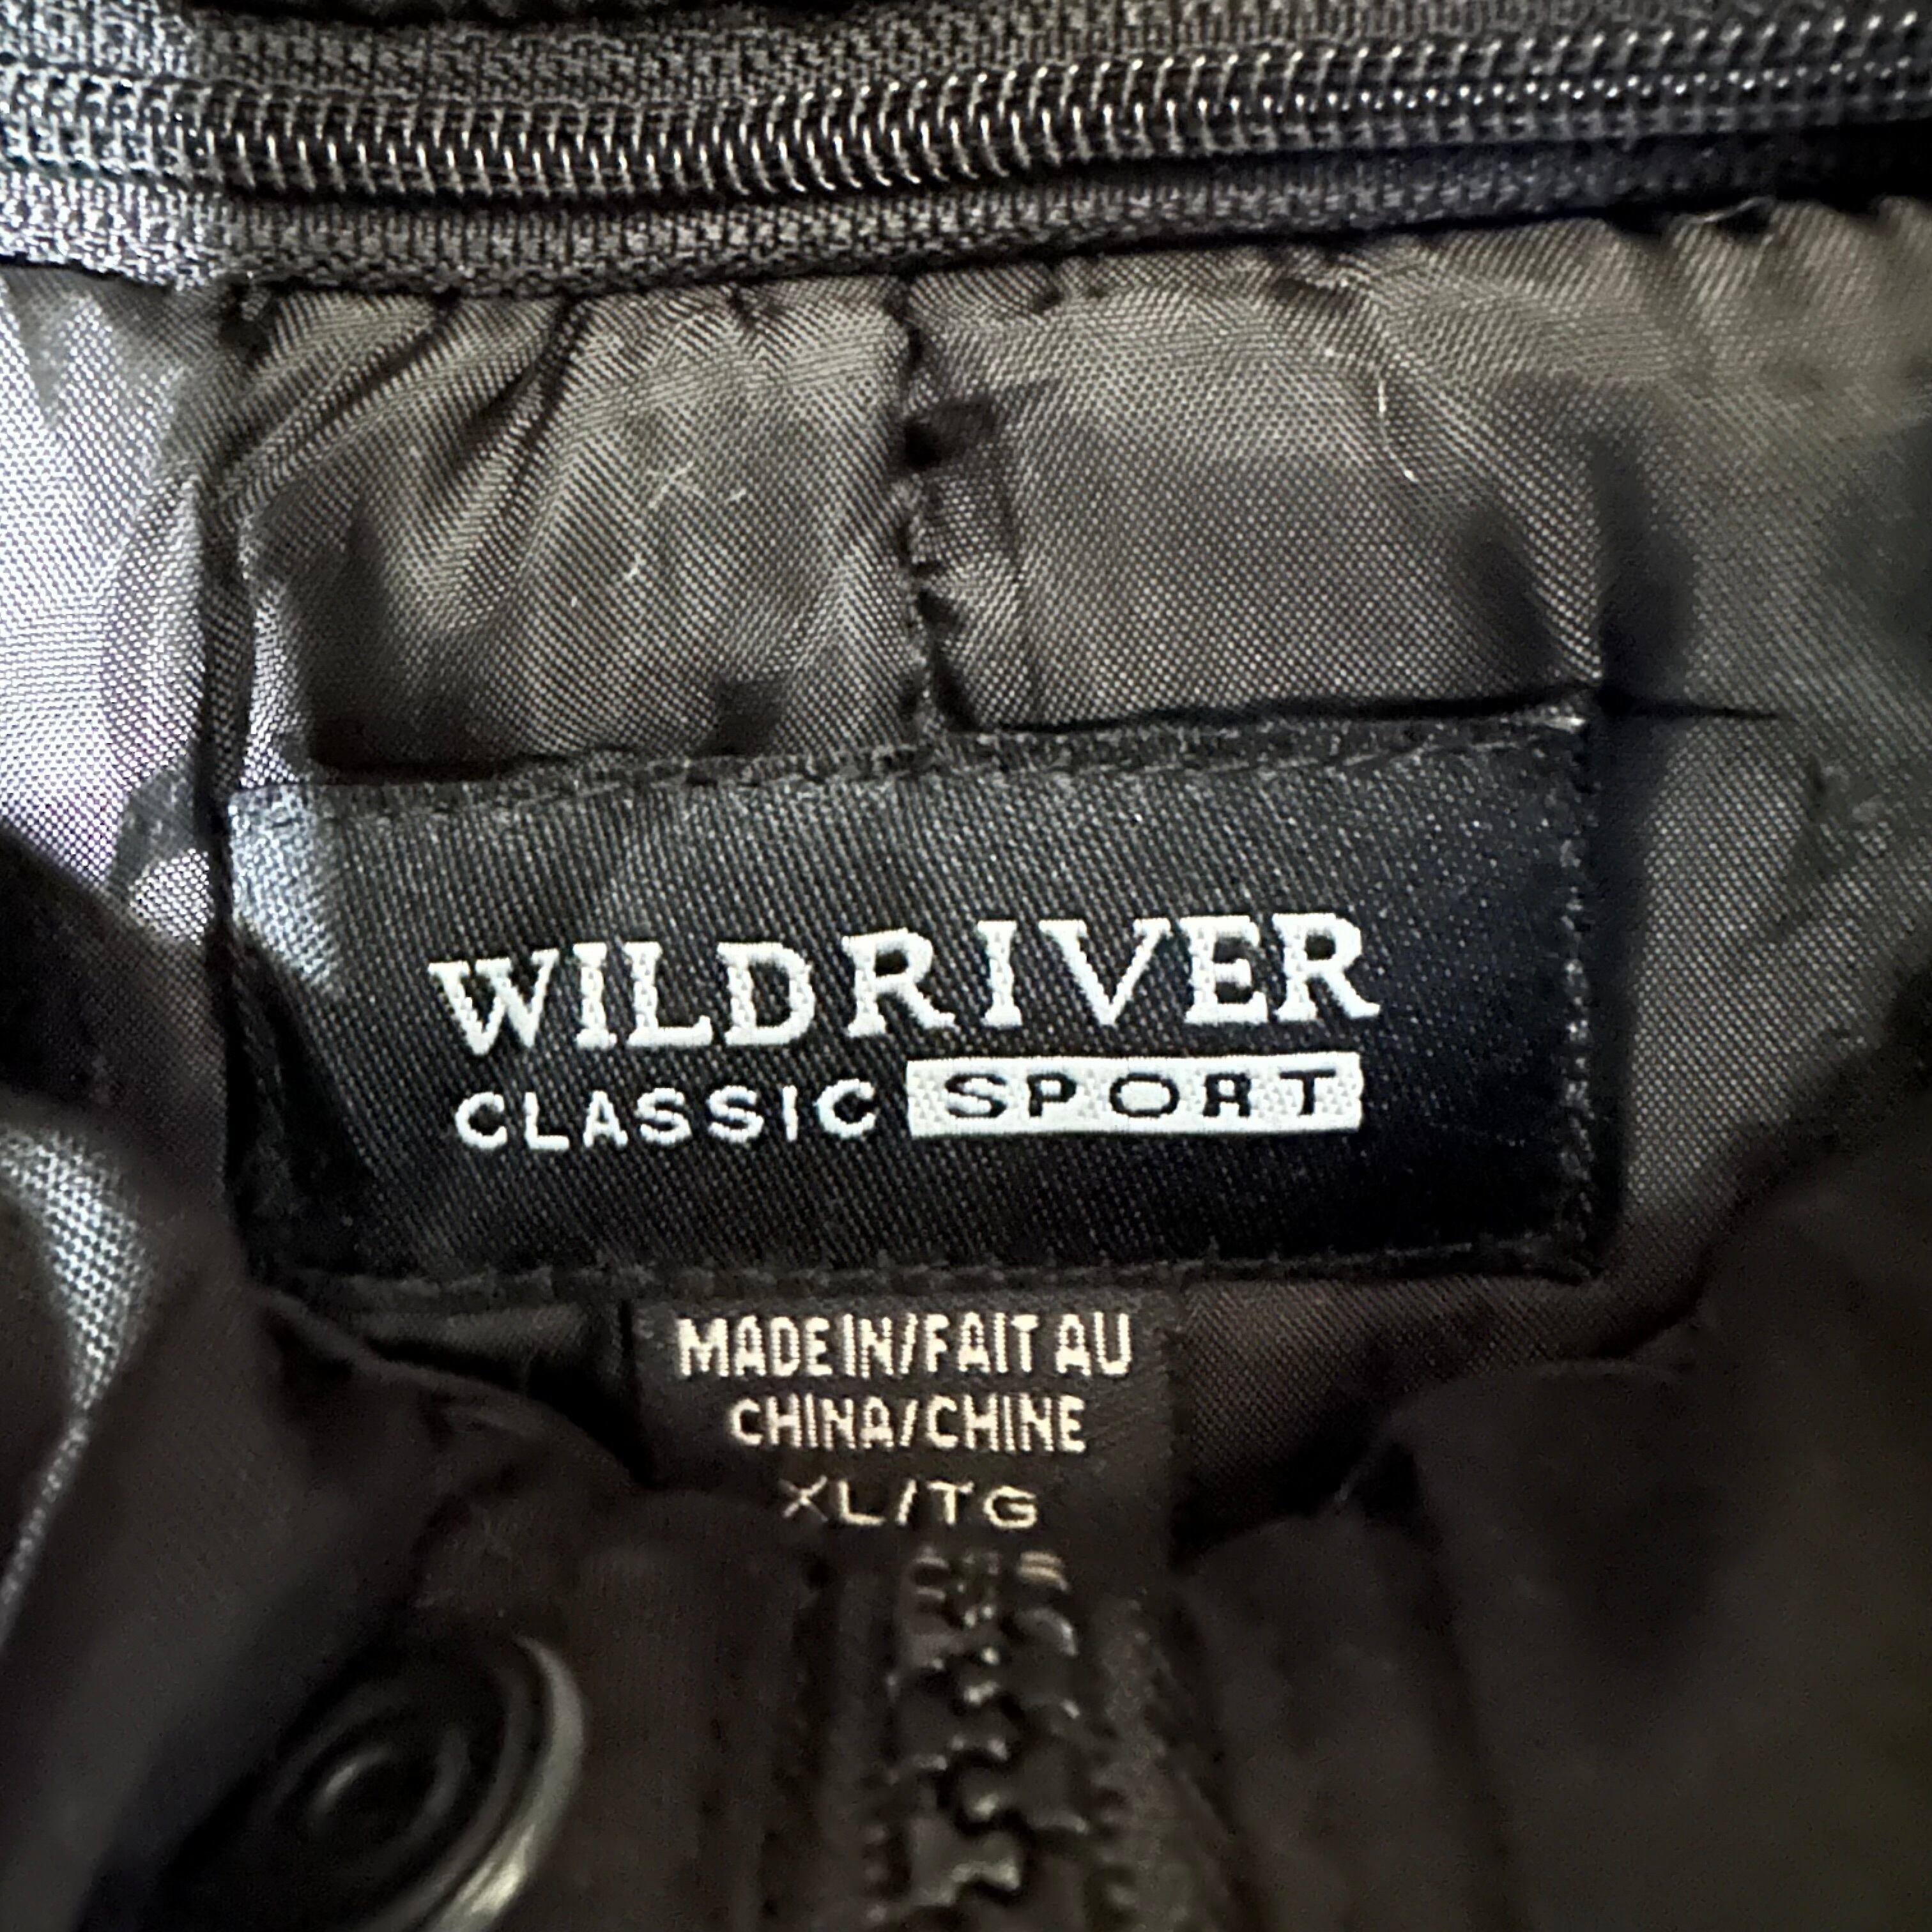 WILDRIVER
CLASSIC SPORT
MADE IN/FAIT AU
CHINA/CHINE
XL/TG